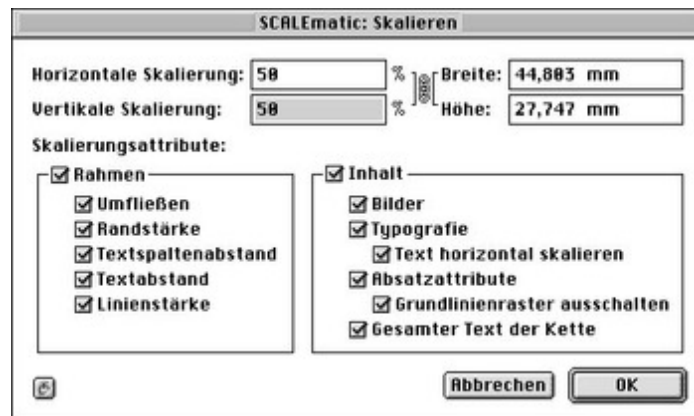 SCALEmatic: Skalieren
Horizontale Skalierung: 50 % Breite: 44,803 mm
Vertikale Skalierung: 50 % Höhe: 27,747 mm
Skalierungsattribute:
Rahmen
Umfließen
Randstärke
Textspaltenabstand
Textabstand
Linienstärke
Inhalt
Bilder
Typografie
Text horizontal skalieren
Absatzattribute
Grundlinienraster ausschalten
Gesamter Text der Kette
Abbrechen OK